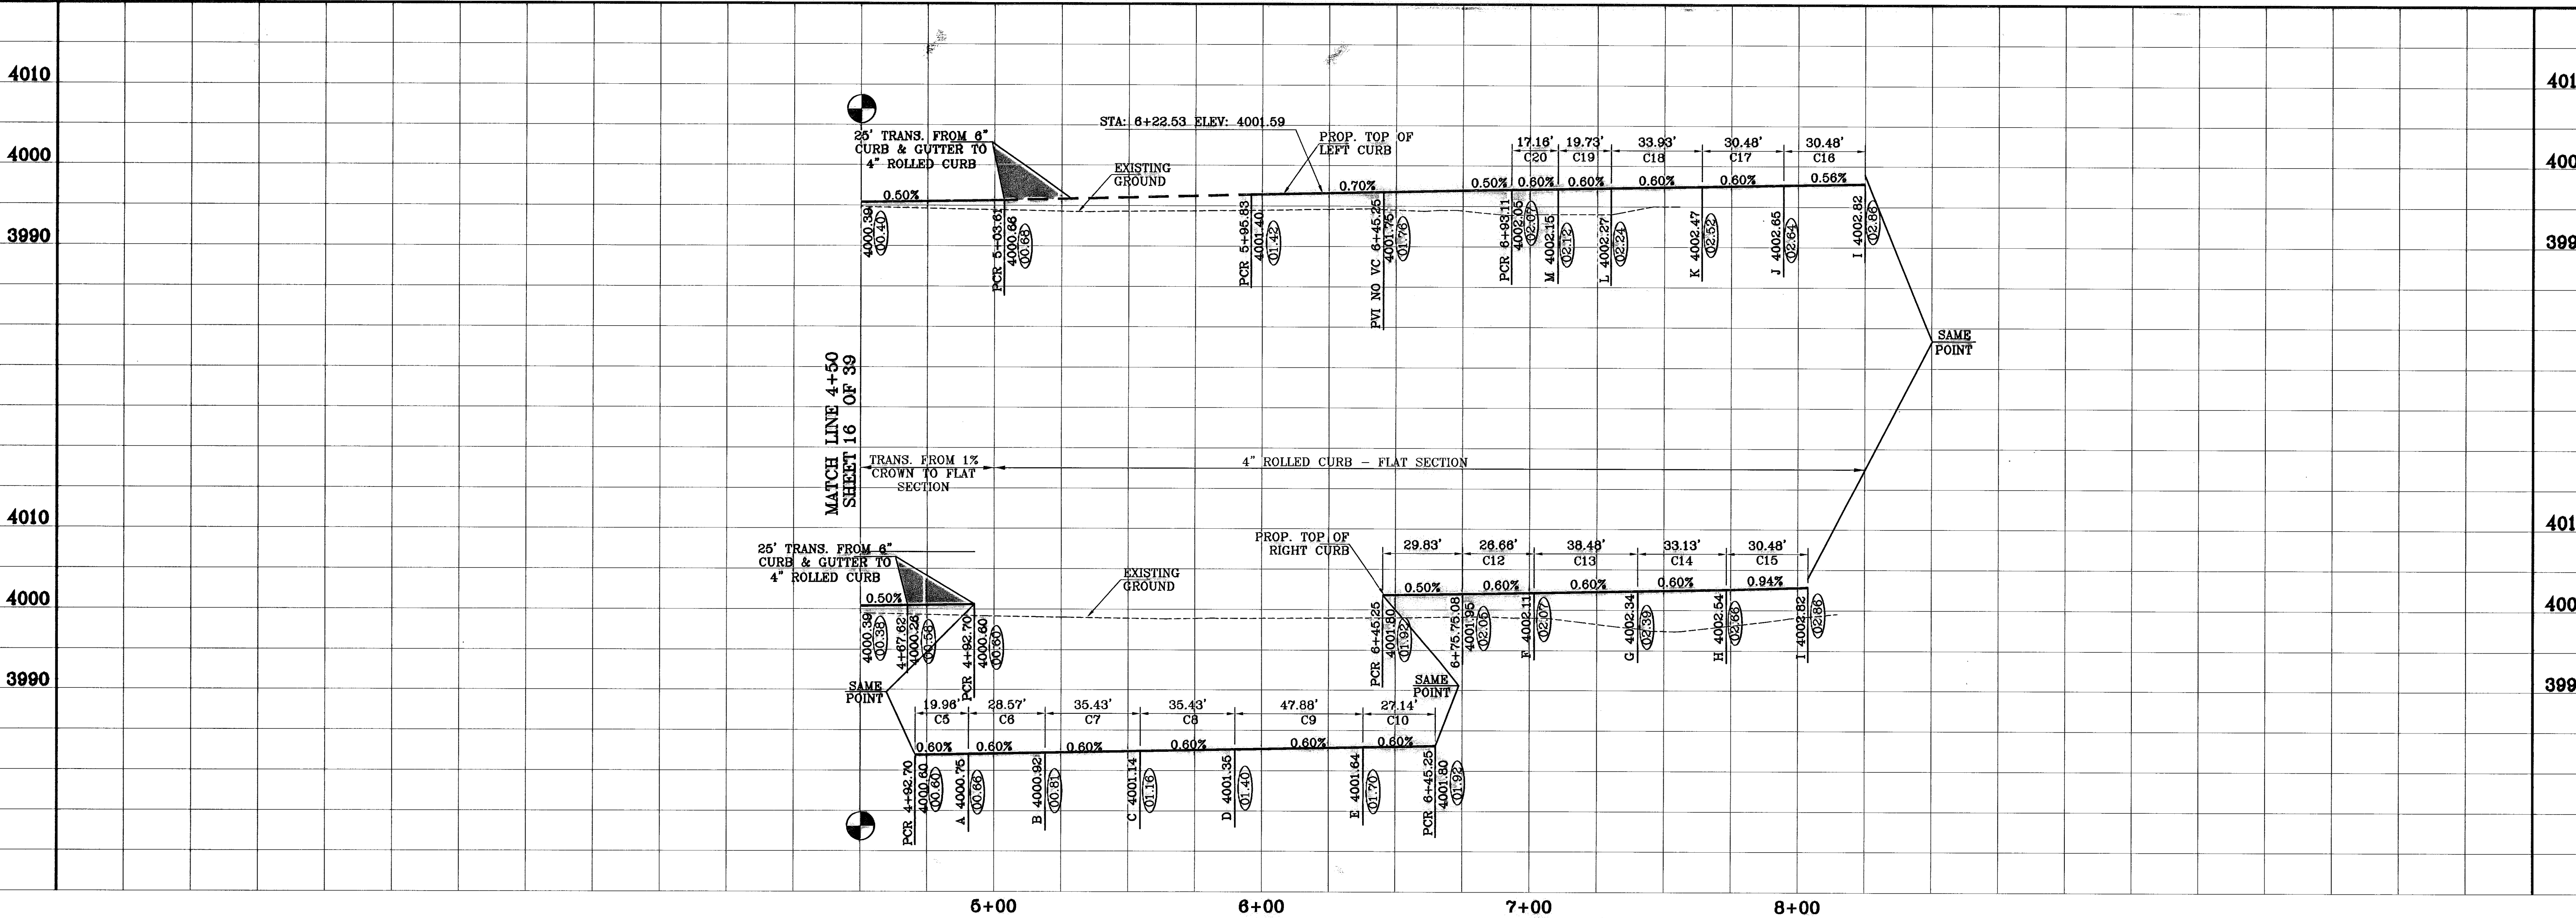 4010
4000
3990
4010
4000
3990
401
400
399
401
400
399
25' TRANS. FROM 6"
CURB & GUTTER TO
4" ROLLED CURB
0.50%
EXISTING
GROUND
STA: 6+22.53 ELEV: 4001.59
PROP. TOP OF
LEFT CURB
0.70%
0.50%
17.16'
C20
0.60%
19.73'
C19
0.60%
33.93'
C18
0.60%
30.48'
C17
0.60%
30.48'
C16
0.56%
4000.39
00.40
PCR 5+03.61
4000.66
00.68
PCR 5+95.83
4001.40
01.42
PVI NO VC 6+45.25
4001.75
01.76
PCR 6+93.11
4002.05
02.07
M 4002.15
02.12
L 4002.27
02.24
K 4002.47
02.52
J 4002.65
02.64
I 4002.82
02.86
SAME
POINT
MATCH LINE 4+50
SHEET 16 OF 39
TRANS. FROM 1%
CROWN TO FLAT
SECTION
4" ROLLED CURB - FLAT SECTION
25' TRANS. FROM 6"
CURB & GUTTER TO
4" ROLLED CURB
0.50%
EXISTING
GROUND
PROP. TOP OF
RIGHT CURB
29.83'
0.50%
26.66'
C12
0.60%
38.48'
C13
0.60%
33.13'
C14
0.60%
30.48'
C15
0.94%
4000.39
00.38
4+67.62
4000.26
00.58
PCR 4+92.70
4000.60
00.60
PCR 6+45.25
4001.80
01.92
6+75.75.08
4001.95
02.05
F 4002.11
02.07
G 4002.34
02.39
H 4002.54
02.66
I 4002.82
02.86
SAME
POINT
SAME
POINT
19.96'
C5
0.60%
28.57'
C6
0.60%
35.43'
C7
0.60%
35.43'
C8
0.60%
47.88'
C9
0.60%
27.14'
C10
0.60%
PCR 4+92.70
4000.60
00.60
A 4000.75
00.66
B 4000.92
00.81
C 4001.14
01.16
D 4001.35
01.40
E 4001.64
01.70
PCR 6+45.25
4001.80
01.92
5+00
6+00
7+00
8+00